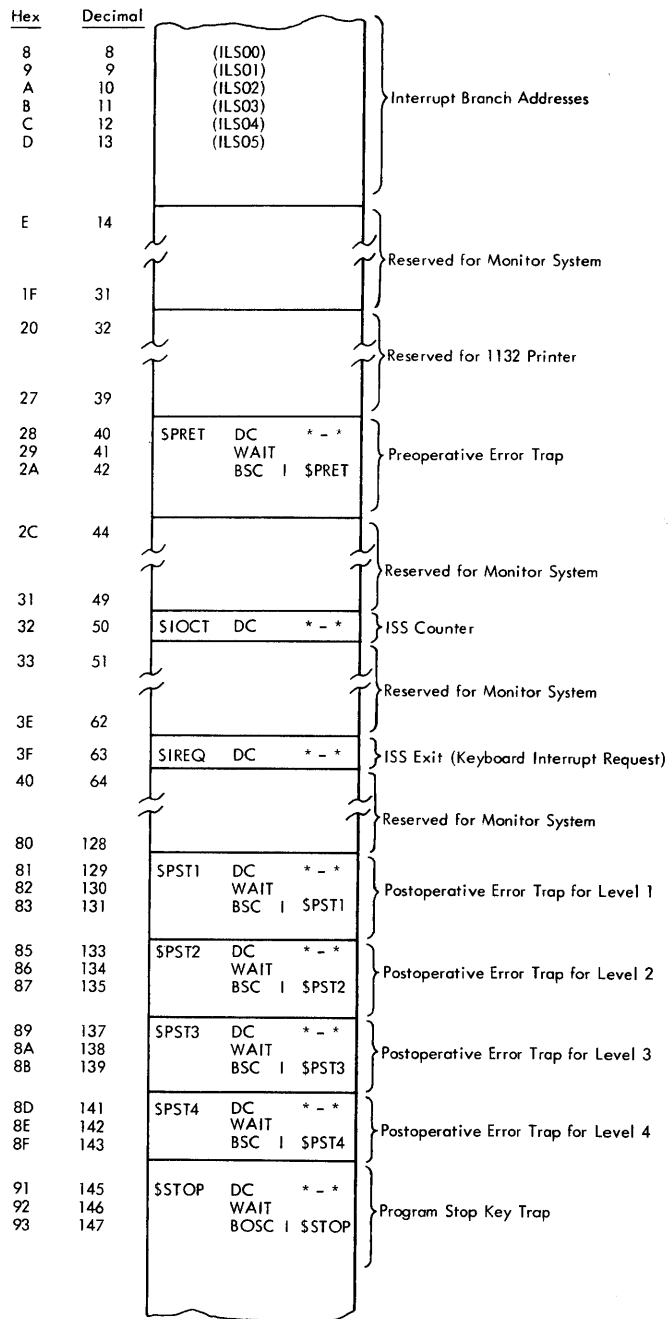 Hex Decimal
8 8 (ILS00)
9 9 (ILS01)
A 10 (ILS02)
B 11 (ILS03)
C 12 (ILS04)
D 13 (ILS05)
Interrupt Branch Addresses
E 14
Reserved for Monitor System
1F 31
20 32
Reserved for 1132 Printer
27 39
28 40 $PRET DC * - *
29 41 WAIT
2A 42 BSC I $PRET
Preoperative Error Trap
2C 44
Reserved for Monitor System
31 49
32 50 $IOCT DC * - * ISS Counter
33 51
Reserved for Monitor System
3E 62
3F 63 $IREQ DC * - * ISS Exit (Keyboard Interrupt Request)
40 64
Reserved for Monitor System
80 128
81 129 $PST1 DC * - *
82 130 WAIT
83 131 BSC I $PST1
Postoperative Error Trap for Level 1
85 133 $PST2 DC * - *
86 134 WAIT
87 135 BSC I $PST2
Postoperative Error Trap for Level 2
89 137 $PST3 DC * - *
8A 138 WAIT
8B 139 BSC I $PST3
Postoperative Error Trap for Level 3
8D 141 $PST4 DC * - *
8E 142 WAIT
8F 143 BSC I $PST4
Postoperative Error Trap for Level 4
91 145 $STOP DC * - *
92 146 WAIT
93 147 BOSC I $STOP
Program Stop Key Trap